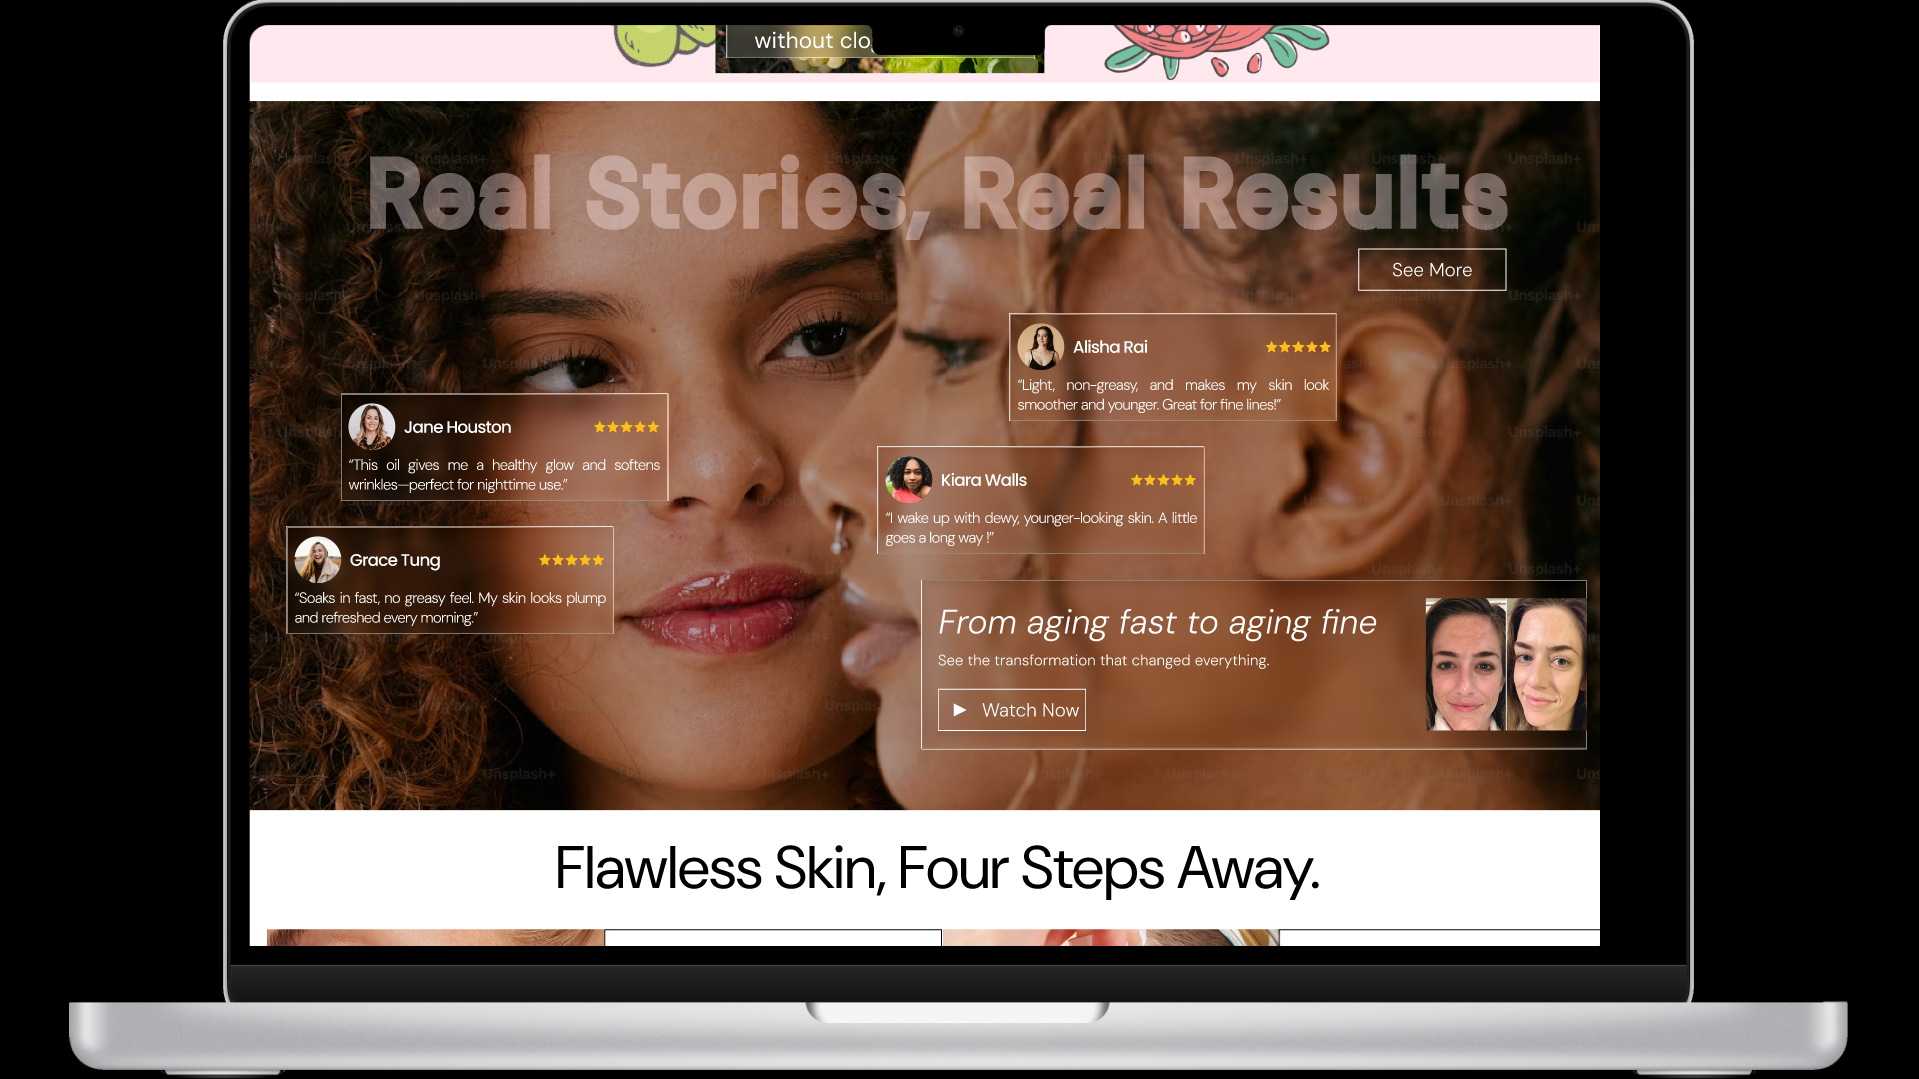 without clo
Real Stories, Real Results
See More
Alisha Rai
“Light, non-greasy, and makes my skin look
smoother and younger. Great for fine lines!”
Jane Houston
“This oil gives me a healthy glow and softens
wrinkles—perfect for nighttime use.”
Kiara Walls
“I wake up with dewy, younger-looking skin. A little
goes a long way !”
Grace Tung
“Soaks in fast, no greasy feel. My skin looks plump
and refreshed every morning.”
From aging fast to aging fine
See the transformation that changed everything.
Watch Now
Unsplash+
Flawless Skin, Four Steps Away.